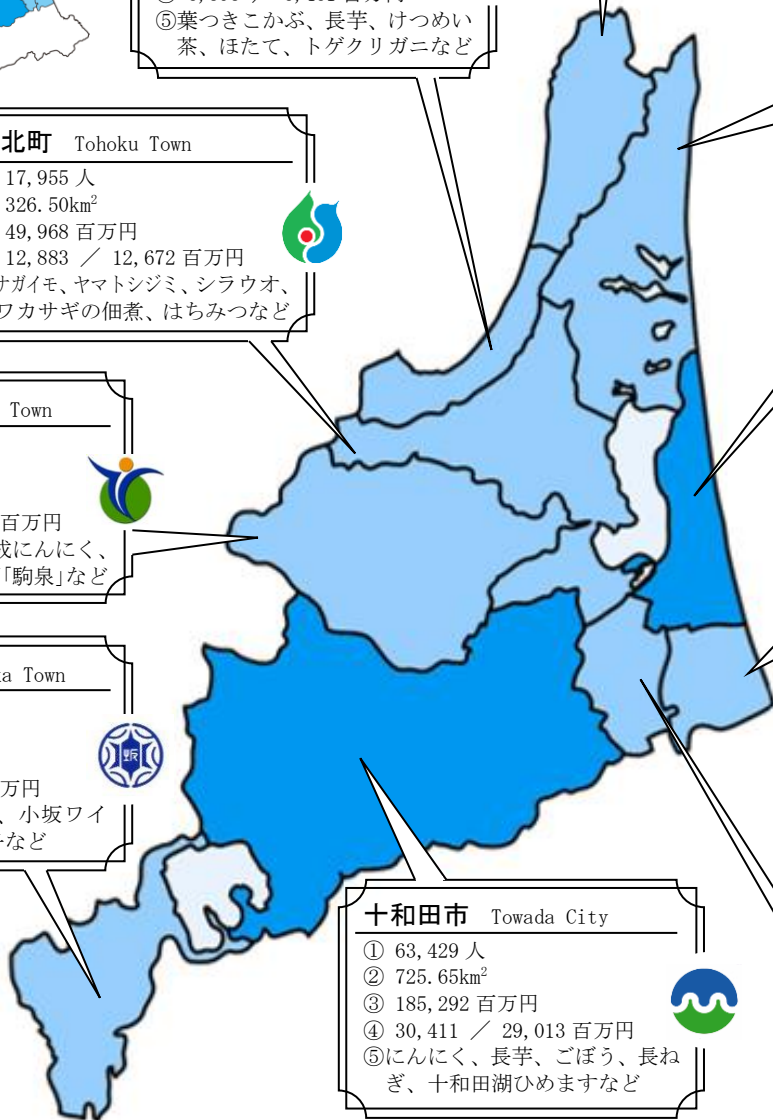 ⑤葉つきこかぶ、長芋、けつめい
茶、ほたて、トゲクリガニなど
北町 Tohoku Town
17,955 人
326.50km²
49,968 百万円
12,883 ／ 12,672 百万円
ナガイモ、ヤマトシジミ、シラウオ、
ワカサギの佃煮、はちみつなど
Town
百万円
にんにく、
「駒泉」など
a Town
万円
、小坂ワイ
など
坂
十和田市 Towada City
① 63,429 人
② 725.65km²
③ 185,292 百万円
④ 30,411 ／ 29,013 百万円
⑤にんにく、長芋、ごぼう、長ね
ぎ、十和田湖ひめますなど